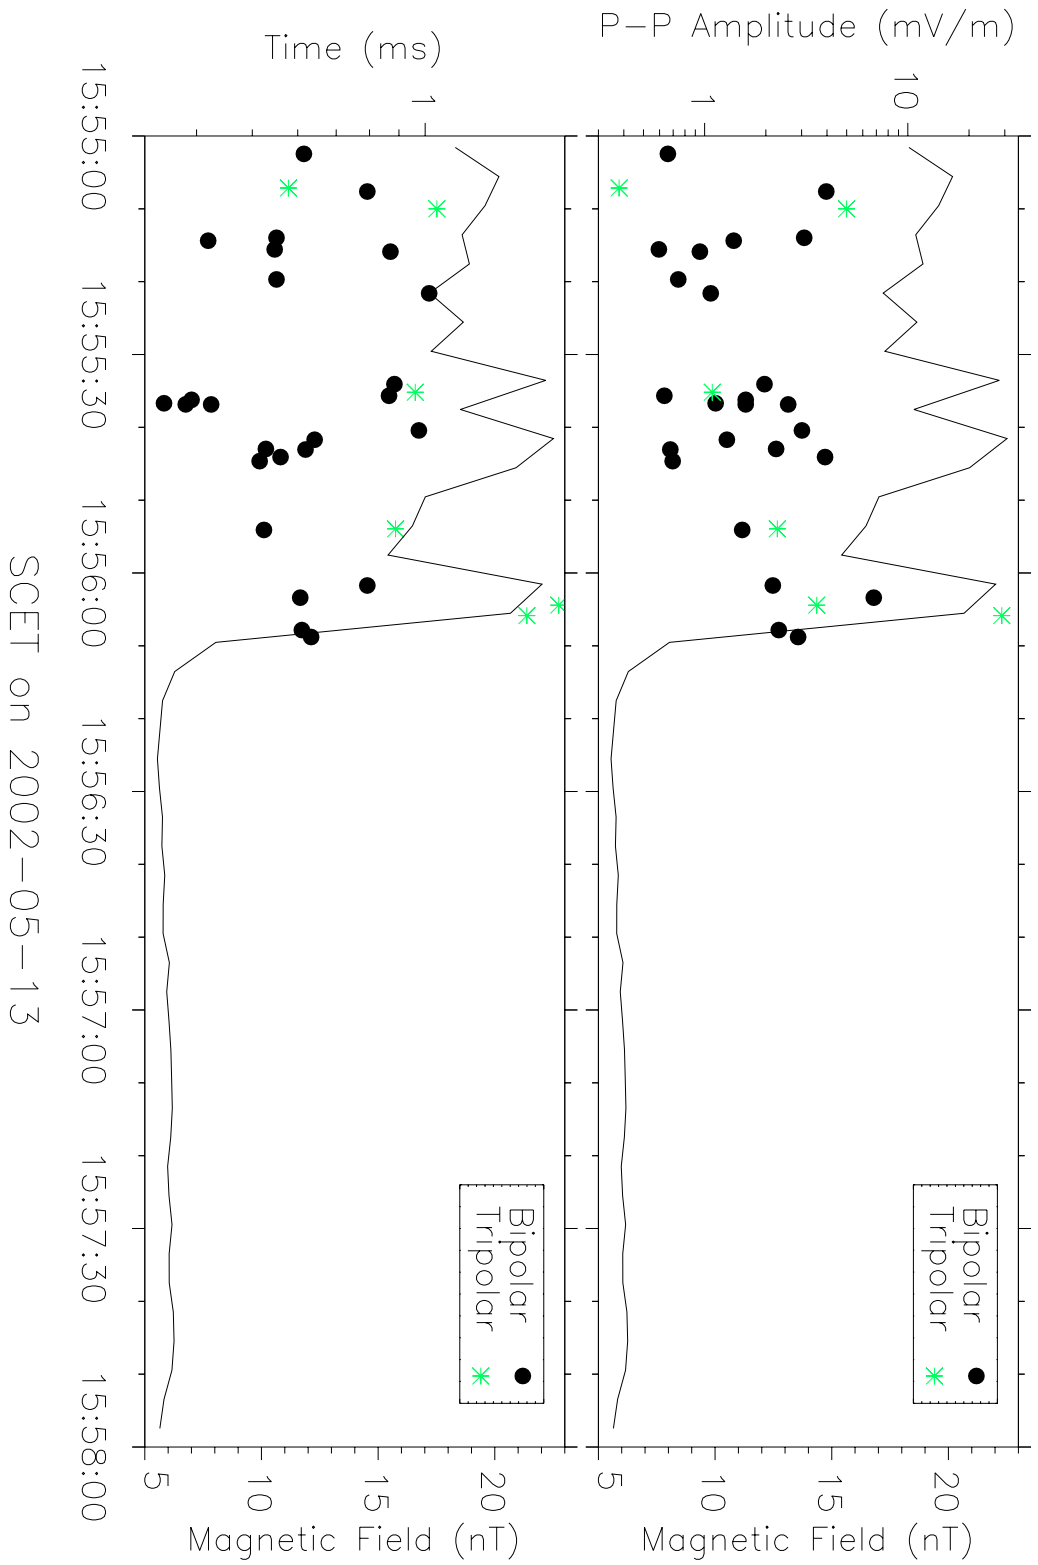 P-P Amplitude (mV/m)
1
10
5
10
15
20
Magnetic Field (nT)
Bipolar
Tripolar
Time (ms)
1
5
10
15
20
Magnetic Field (nT)
Bipolar
Tripolar
15:55:00
15:55:30
15:56:00
15:56:30
15:57:00
15:57:30
15:58:00
SCET on 2002-05-13